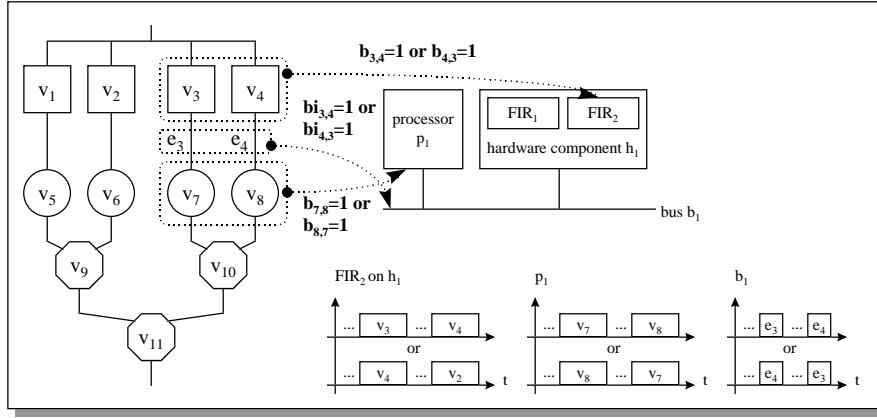 b3,4=1 or b4,3=1
v1 v2 v3 v4
bi3,4=1 or
bi4,3=1
processor
p1
FIR1 FIR2
hardware component h1
e3 e4
v5 v6 v7 v8
b7,8=1 or
b8,7=1
bus b1
v9 v10
v11
FIR2 on h1 p1 b1
... v3 ... v4 ... v7 ... v8 ... e3 ... e4
or or or
... v4 ... v2 t ... v8 ... v7 t ... e4 ... e3 t